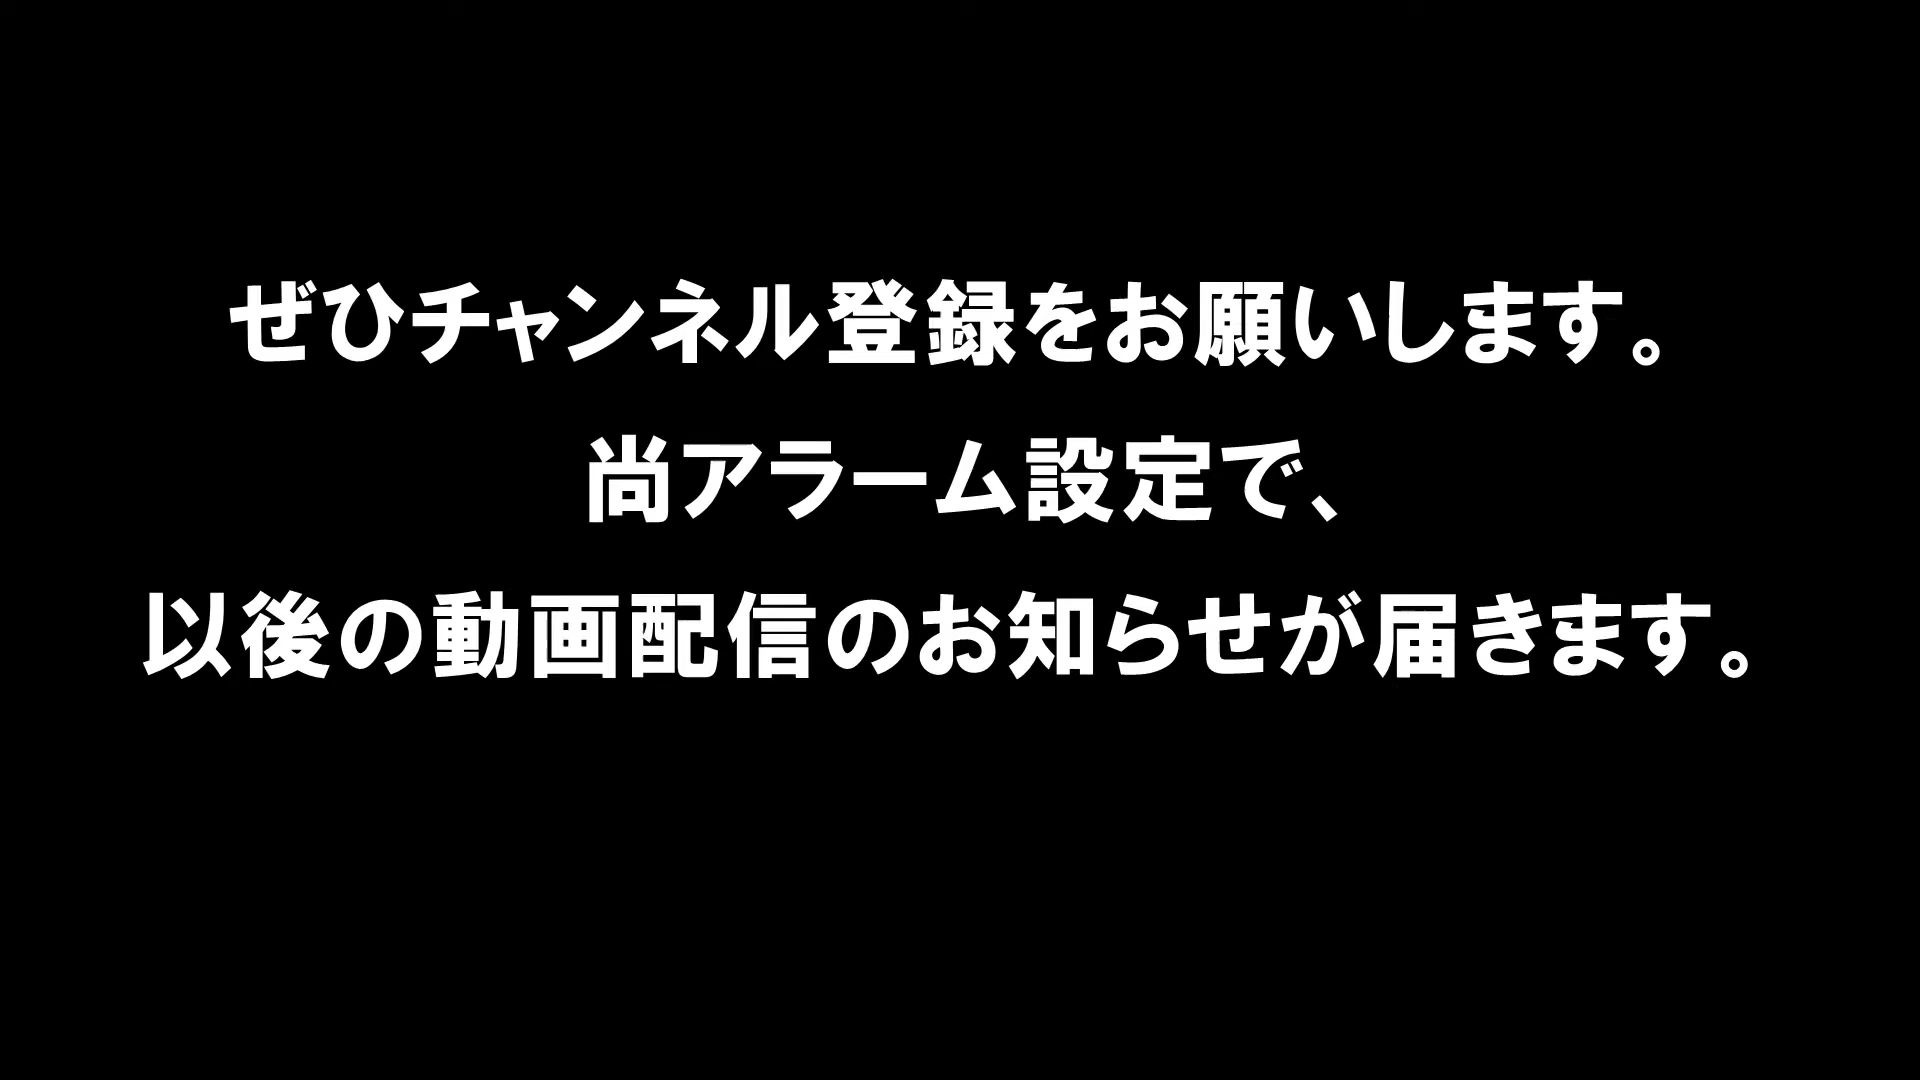 ぜひチャンネル登録をお願いします。
尚アラーム設定で、
以後の動画配信のお知らせが届きます。